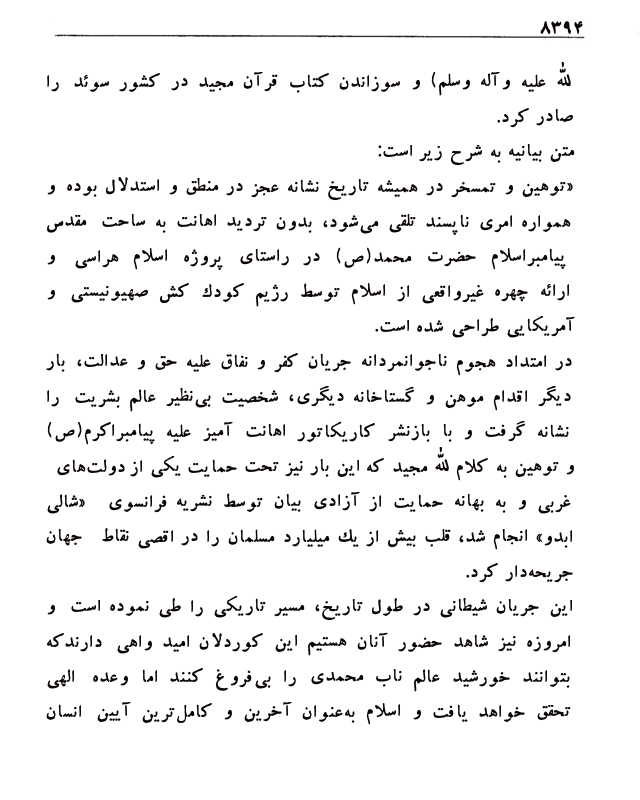 ۸۳۹۴
لله علیه وآله وسلم) و سوزاندن کتاب قرآن مجید در کشور سوئد را
صادر کرد.
متن بیانیه به شرح زیر است:
«توهین و تمسخر در همیشه تاریخ نشانه عجز در منطق و استدلال بوده و
همواره امری ناپسند تلقی می‌شود، بدون تردید اهانت به ساحت مقدس
پیامبراسلام حضرت محمد(ص) در راستای پروژه اسلام هراسی و
ارائه چهره غیرواقعی از اسلام توسط رژیم کودك کش صهیونیستی و
آمریکایی طراحی شده است.
در امتداد هجوم ناجوانمردانه جریان کفر و نفاق علیه حق و عدالت، بار
دیگر اقدام موهن و گستاخانه دیگری، شخصیت بی‌نظیر عالم بشریت را
نشانه گرفت و با بازنشر کاریکاتور اهانت آمیز علیه پیامبراکرم(ص)
و توهین به کلام لله مجید که این بار نیز تحت حمایت یکی از دولت‌های
غربی و به بهانه حمایت از آزادی بیان توسط نشریه فرانسوی «شالی
ابدو» انجام شد، قلب بیش از یك میلیارد مسلمان را در اقصی نقاط جهان
جریحه‌دار کرد.
این جریان شیطانی در طول تاریخ، مسیر تاریکی را طی نموده است و
امروزه نیز شاهد حضور آنان هستیم این کوردلان امید واهی دارندکه
بتوانند خورشید عالم ناب محمدی را بی‌فروغ کنند اما وعده الهی
تحقق خواهد یافت و اسلام به‌عنوان آخرین و کامل‌ترین آیین انسان